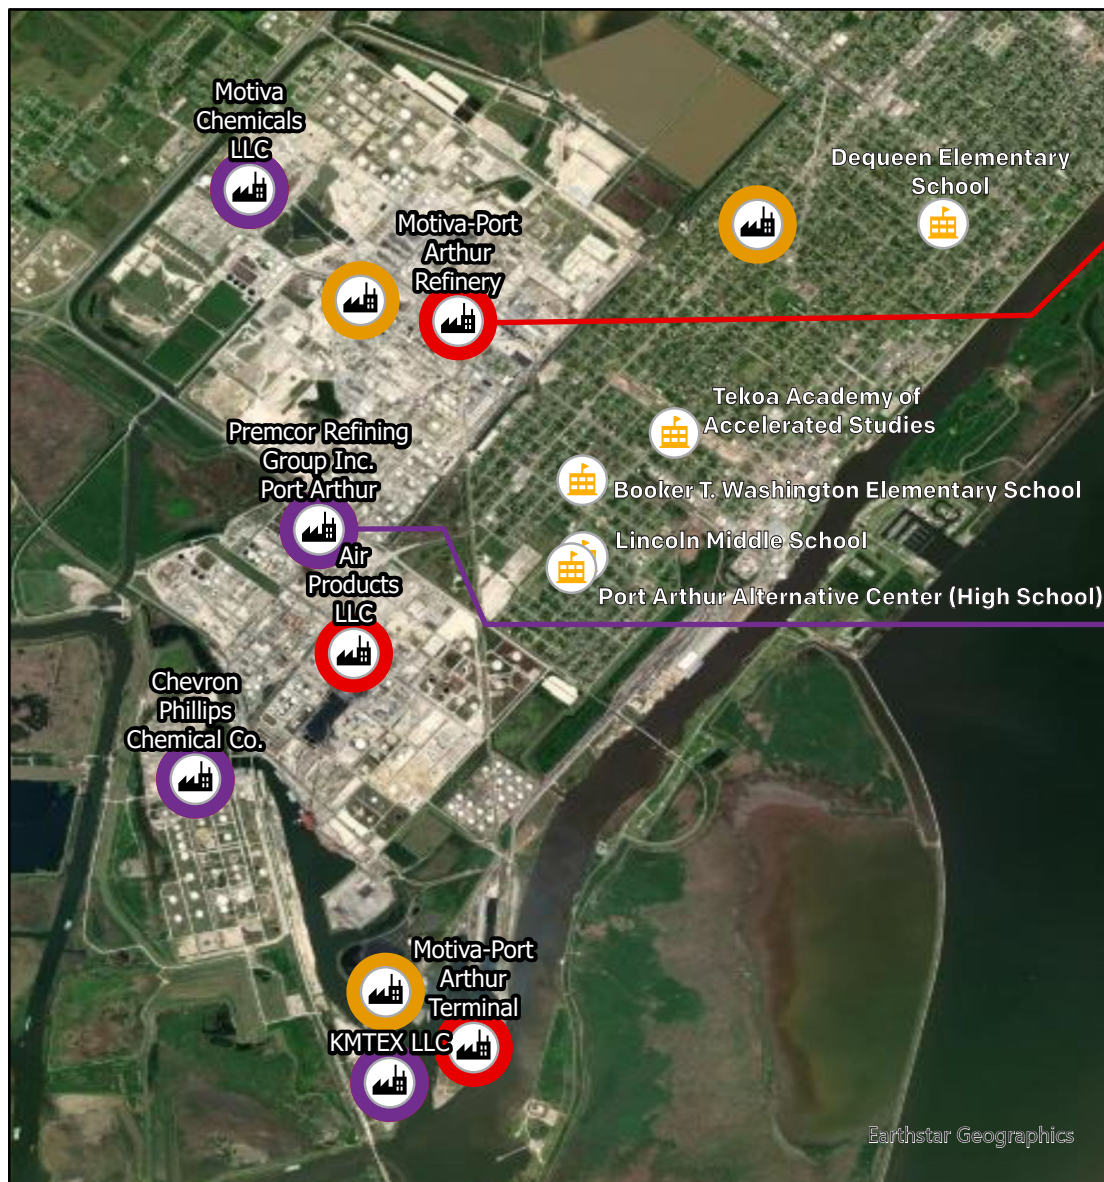 Motiva
Chemicals
LLC
Dequeen Elementary
School
Motiva-Port
Arthur
Refinery
Tekoa Academy of
Accelerated Studies
Premcor Refining
Group Inc.
Port Arthur
Booker T. Washington Elementary School
Lincoln Middle School
Air
Products
LLC
Port Arthur Alternative Center (High School)
Chevron
Phillips
Chemical Co.
Motiva-Port
Arthur
Terminal
KMTEX LLC
Earthstar Geographics